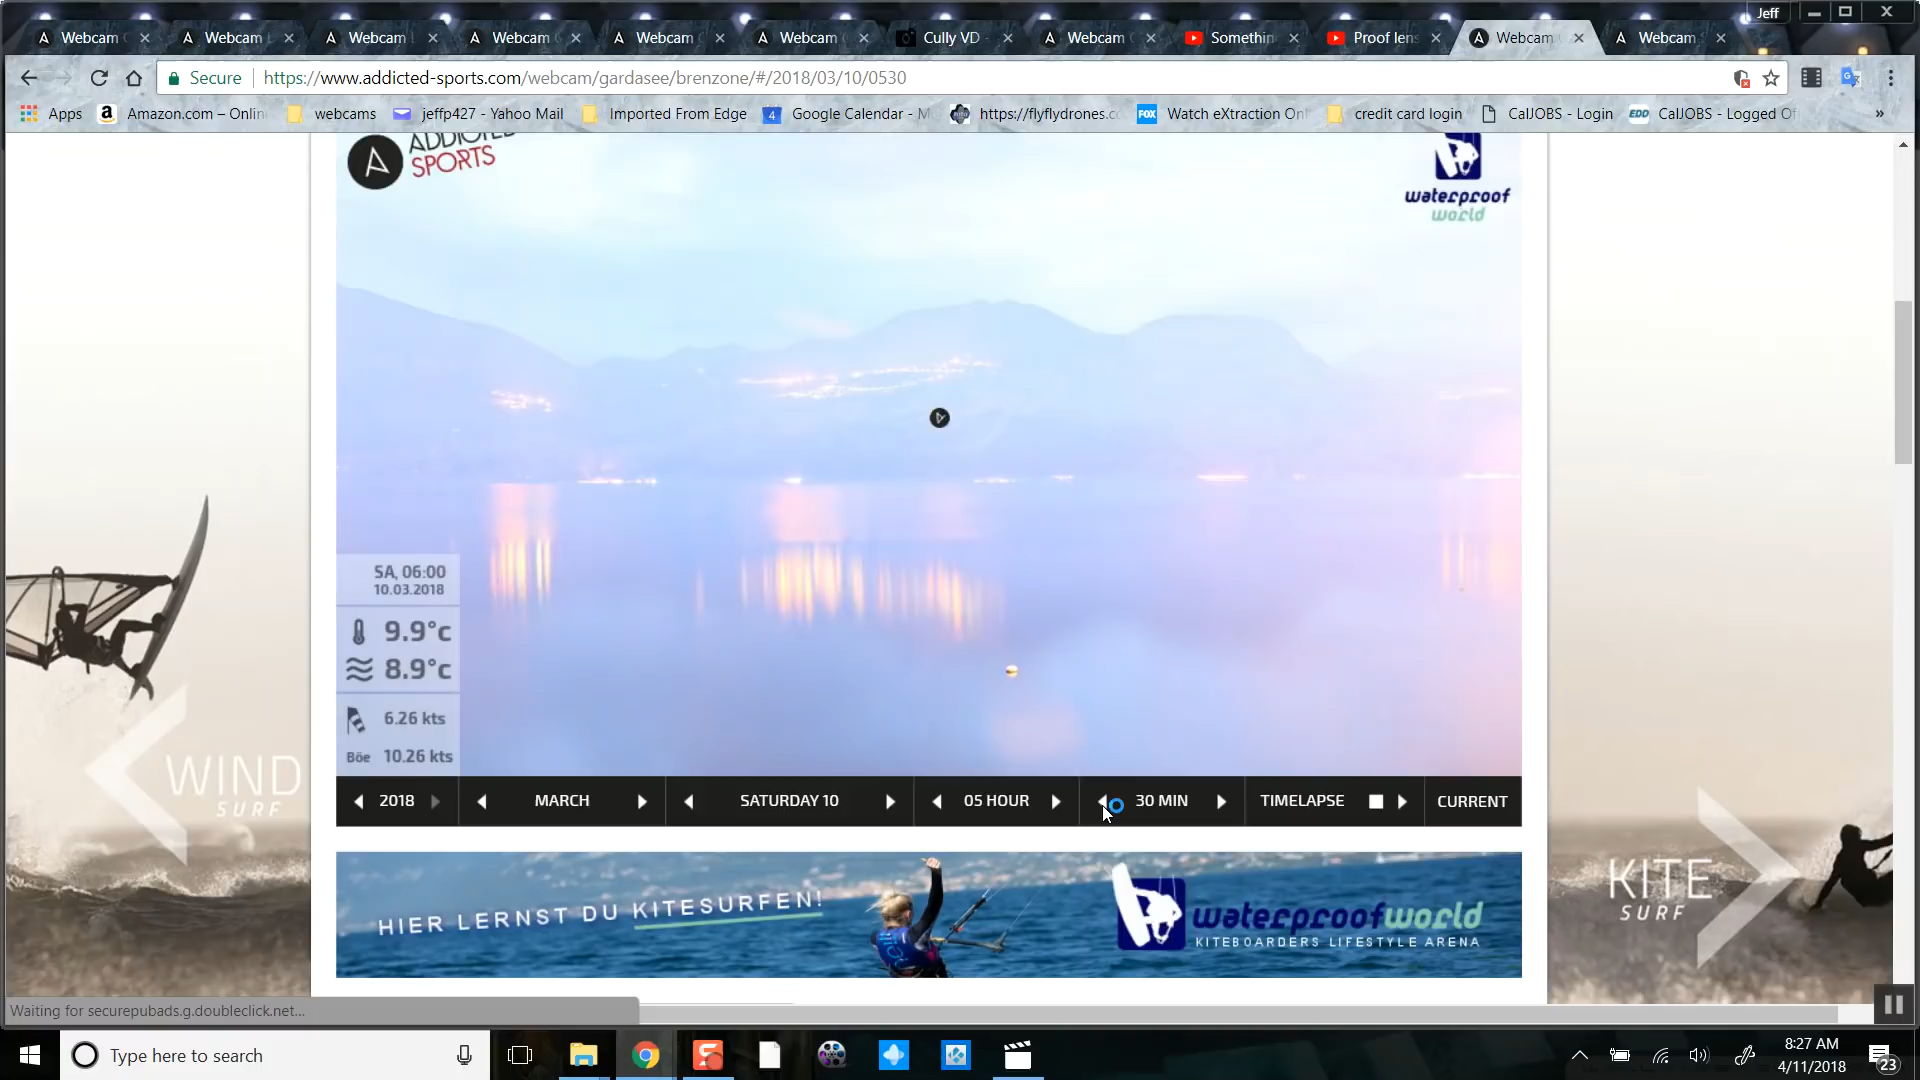 Jeff
Webcam
Webcam
Webcam
Webcam
Webcam
Webcam
Cully VD -
Webcam
Somethin
Proof lens
Webcam
Webcam
Secure
https://www.addicted-sports.com/webcam/gardasee/brenzone/#/2018/03/10/0530
Apps
Amazon.com – Onlin
webcams
jeffp427 - Yahoo Mail
Imported From Edge
4
Google Calendar - M
https://flyflydrones.cc
FOX
Watch eXtraction On
credit card login
CalJOBS - Login
EDD
CalJOBS - Logged Of
»
ADDICTED
SPORTS
waterproof
world
SA, 06:00
10.03.2018
9.9°c
8.9°c
6.26 kts
Böe 10.26 kts
2018
MARCH
SATURDAY 10
05 HOUR
30 MIN
TIMELAPSE
CURRENT
WIND
SURF
KITE
SURF
HIER LERNST DU KITESURFEN!
waterproofworld
KITEBOARDERS LIFESTYLE ARENA
Waiting for securepubads.g.doubleclick.net...
Type here to search
8:27 AM
4/11/2018
23